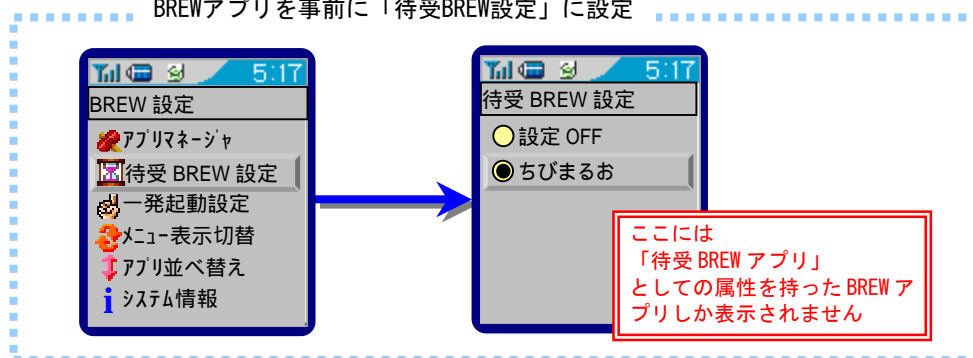 BREWアプリを事前に「待受BREW設定」に設定
5:17
BREW 設定
ｱﾌﾟﾘﾏﾈｰｼﾞｬ
待受 BREW 設定
一発起動設定
ﾒﾆｭｰ表示切替
ｱﾌﾟﾘ並べ替え
i ｼｽﾃﾑ情報
5:17
待受 BREW 設定
設定 OFF
ちびまるお
ここには
「待受 BREW アプリ」
としての属性を持った BREW ア
プリしか表示されません